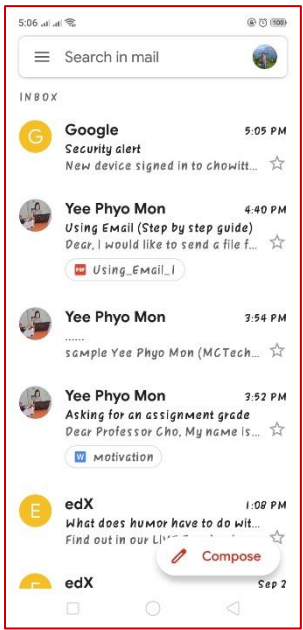 5:06
100
Search in mail
INBOX
G
Google 5:05 PM
Security alert
New device signed in to chowitt...
Yee Phyo Mon 4:40 PM
Using Email (Step by step guide)
Dear, I would like to send a file f...
PDF Using_Email_I
Yee Phyo Mon 3:54 PM
......
sample Yee Phyo Mon (MCTech...
Yee Phyo Mon 3:52 PM
Asking for an assignment grade
Dear Professor Cho, My name is...
W motivation
E
edX 1:08 PM
What does humor have to do wit...
Find out in our
Compose
edX Sep 2